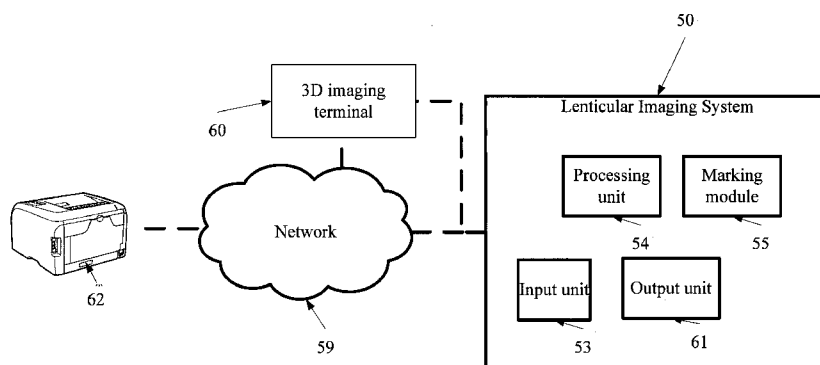 50
3D imaging
terminal
60
Lenticular Imaging System
Processing
unit
Marking
module
54
55
Network
62
59
Input unit
Output unit
53
61